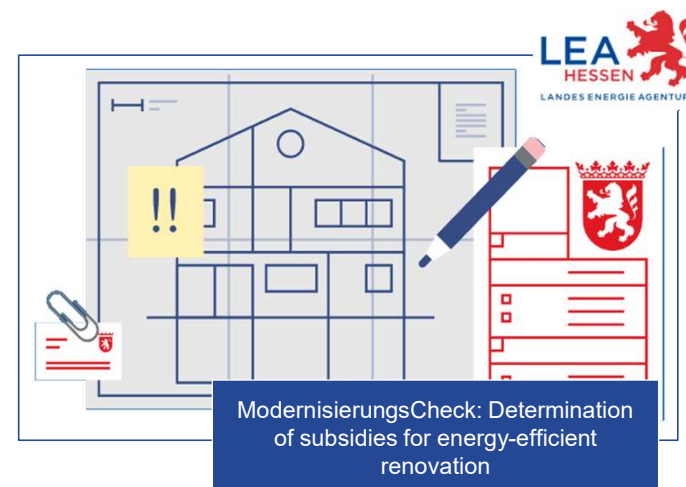 LEA
HESSEN
LANDES ENERGIE AGENTUR
!!
ModernisierungsCheck: Determination
of subsidies for energy-efficient
renovation